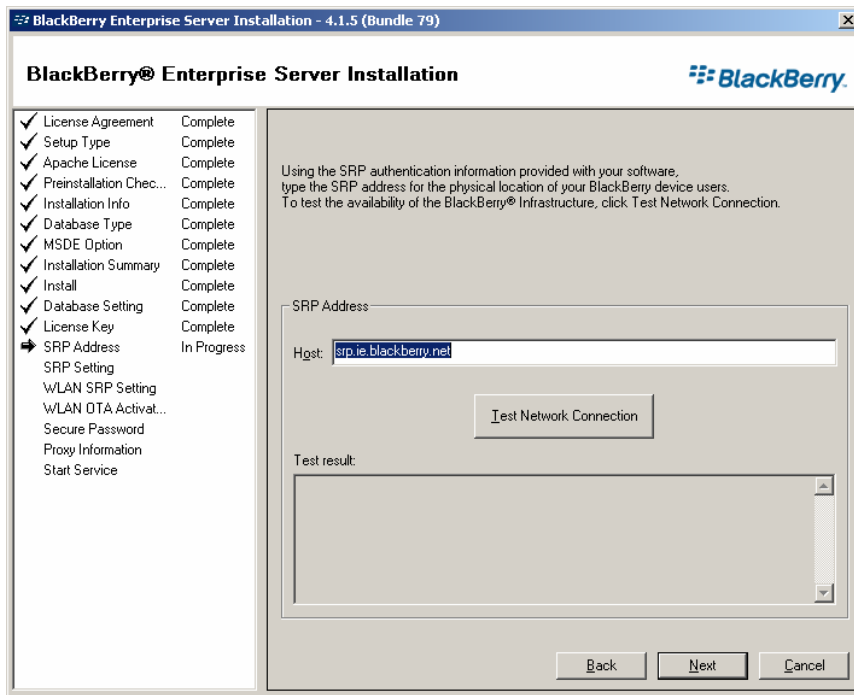 BlackBerry Enterprise Server Installation - 4.1.5 (Bundle 79)
BlackBerry® Enterprise Server Installation
BlackBerry.
License Agreement Complete
Setup Type Complete
Apache License Complete
Preinstallation Chec... Complete
Installation Info Complete
Database Type Complete
MSDE Option Complete
Installation Summary Complete
Install Complete
Database Setting Complete
License Key Complete
SRP Address In Progress
SRP Setting
WLAN SRP Setting
WLAN OTA Activat...
Secure Password
Proxy Information
Start Service
Using the SRP authentication information provided with your software,
type the SRP address for the physical location of your BlackBerry device users.
To test the availability of the BlackBerry® Infrastructure, click Test Network Connection.
SRP Address
Host: srp.ie.blackberry.net
Test Network Connection
Test result:
Back Next Cancel